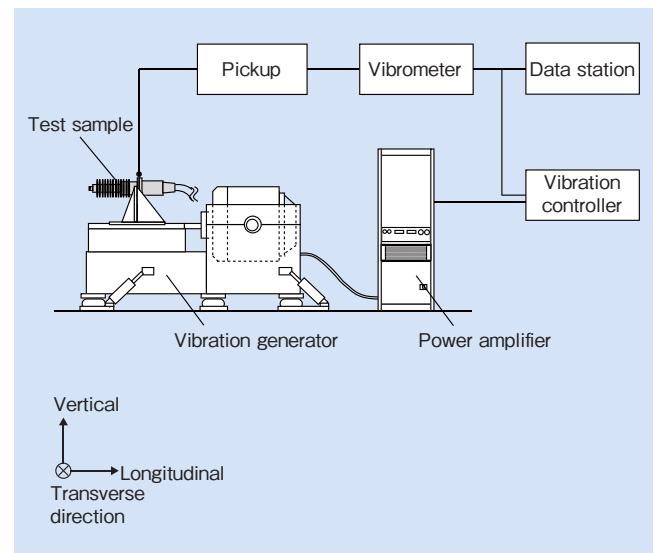 Pickup
Vibrometer
Data station
Test sample
Vibration
controller
Vibration generator
Power amplifier
Vertical
Longitudinal
Transverse
direction